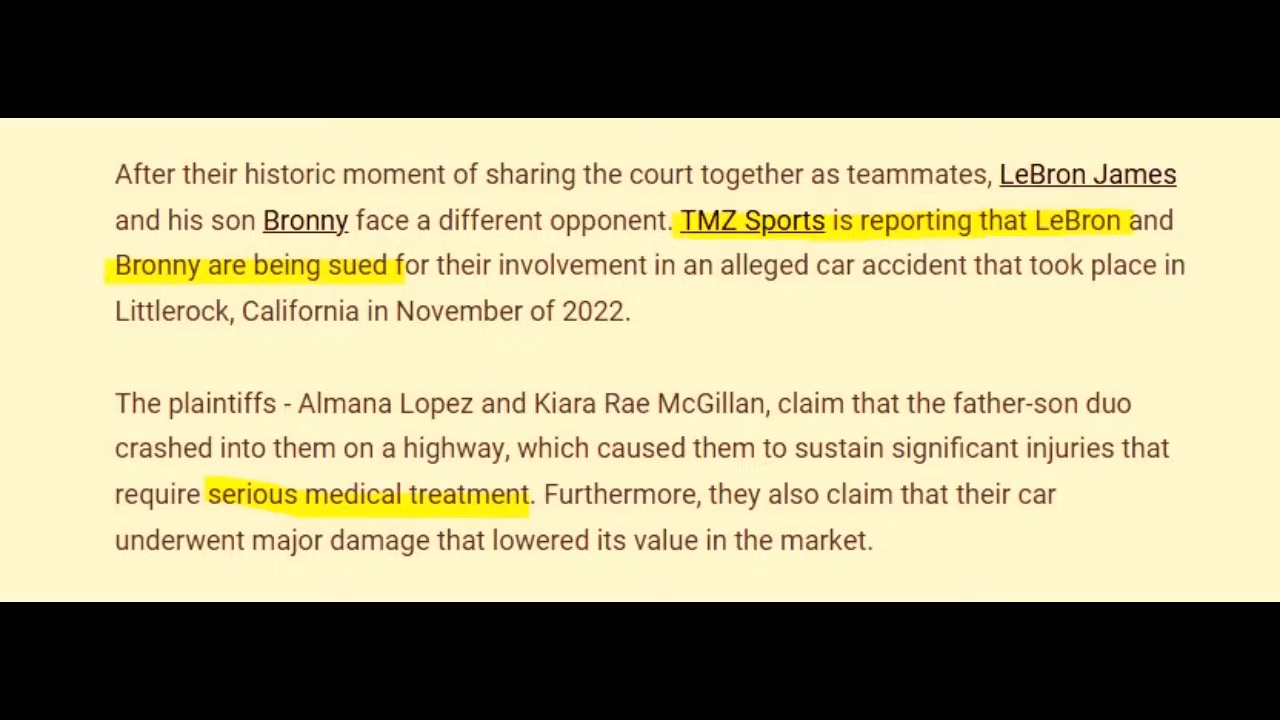 After their historic moment of sharing the court together as teammates, LeBron James
and his son Bronny face a different opponent. TMZ Sports is reporting that LeBron and
Bronny are being sued for their involvement in an alleged car accident that took place in
Littlerock, California in November of 2022.
The plaintiffs - Almana Lopez and Kiara Rae McGillan, claim that the father-son duo
crashed into them on a highway, which caused them to sustain significant injuries that
require serious medical treatment. Furthermore, they also claim that their car
underwent major damage that lowered its value in the market.